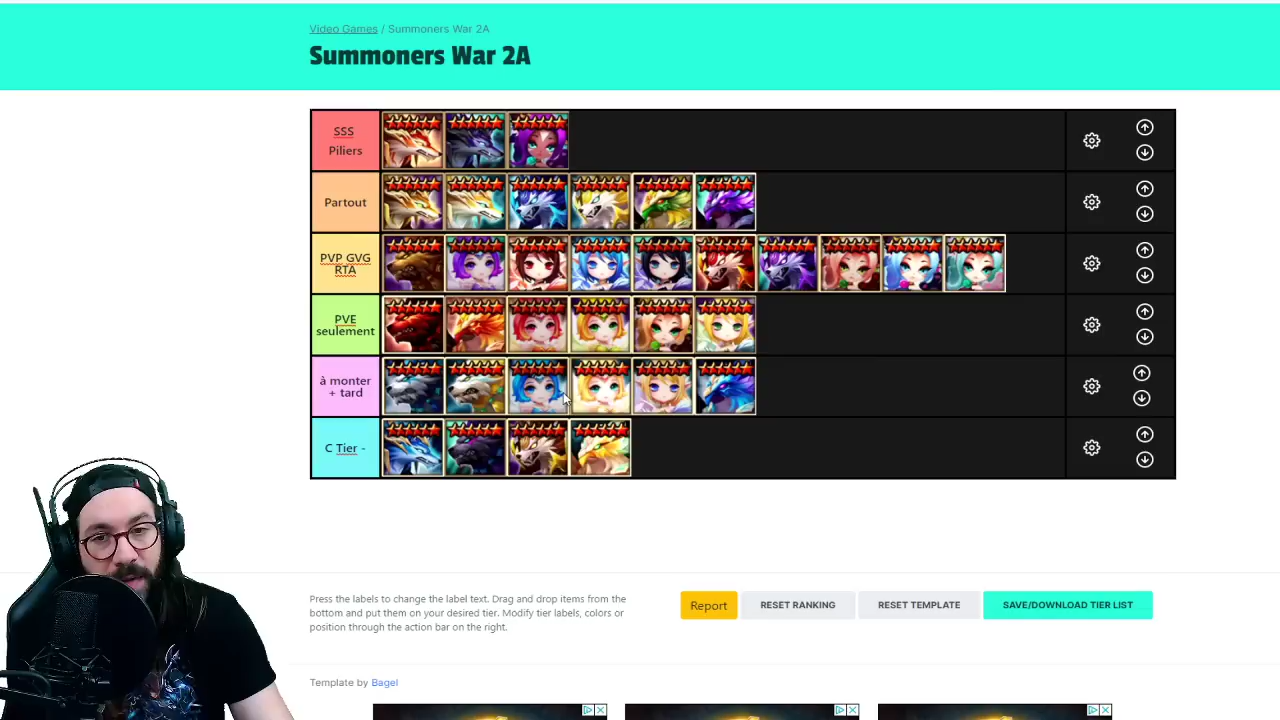 Video Games / Summoners War 2A
Summoners War 2A
SSS
Piliers
Partout
PVP GVG
RTA
PVE
seulement
à monter
+ tard
C Tier -
Press the labels to change the label text. Drag and drop items from the
bottom and put them on your desired tier. Modify tier labels, colors or
position through the action bar on the right.
Report
RESET RANKING
RESET TEMPLATE
SAVE/DOWNLOAD TIER LIST
Template by Bagel